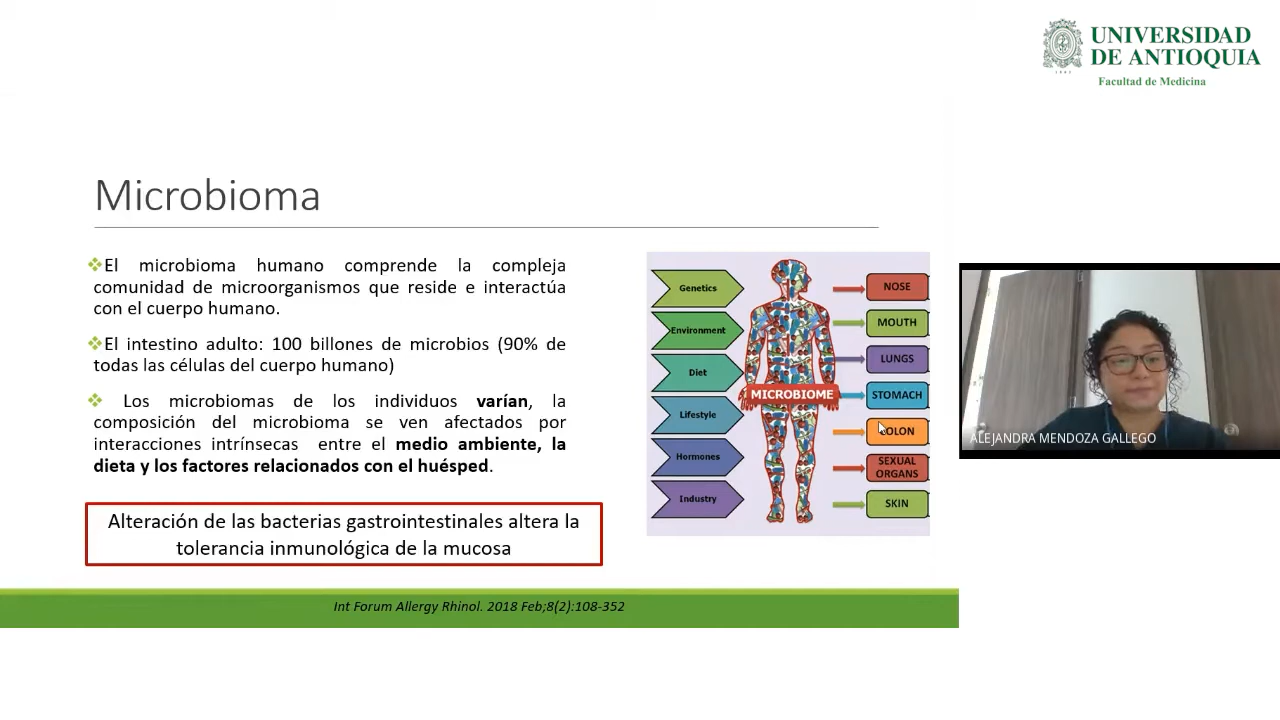 UNIVERSIDAD
DE ANTIOQUIA
1803
Facultad de Medicina
Microbioma
El microbioma humano comprende la compleja
comunidad de microorganismos que reside e interactúa
con el cuerpo humano.
El intestino adulto: 100 billones de microbios (90% de
todas las células del cuerpo humano)
Los microbiomas de los individuos varían, la
composición del microbioma se ven afectados por
interacciones intrínsecas entre el medio ambiente, la
dieta y los factores relacionados con el huésped.
Alteración de las bacterias gastrointestinales altera la
tolerancia inmunológica de la mucosa
Genetics
Environment
Diet
Lifestyle
Hormones
Industry
MICROBIOME
NOSE
MOUTH
LUNGS
STOMACH
COLON
SEXUAL
ORGANS
SKIN
ALEJANDRA MENDOZA GALLEGO
Int Forum Allergy Rhinol. 2018 Feb;8(2):108-352